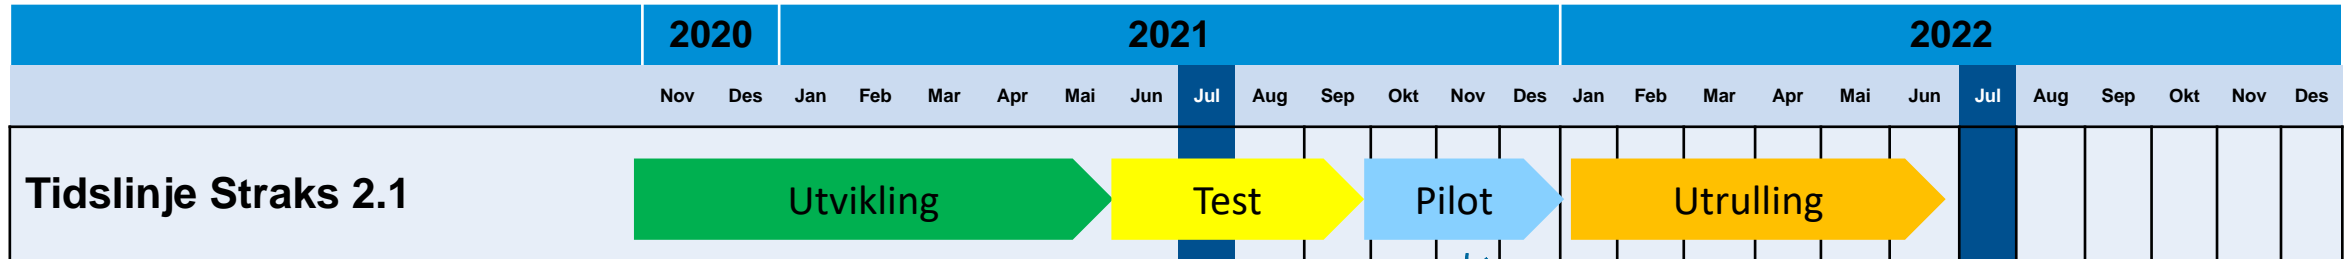 2020 2021 2022
Nov Des Jan Feb Mar Apr Mai Jun Jul Aug Sep Okt Nov Des Jan Feb Mar Apr Mai Jun Jul Aug Sep Okt Nov Des
Tidslinje Straks 2.1 Utvikling Test Pilot Utrulling